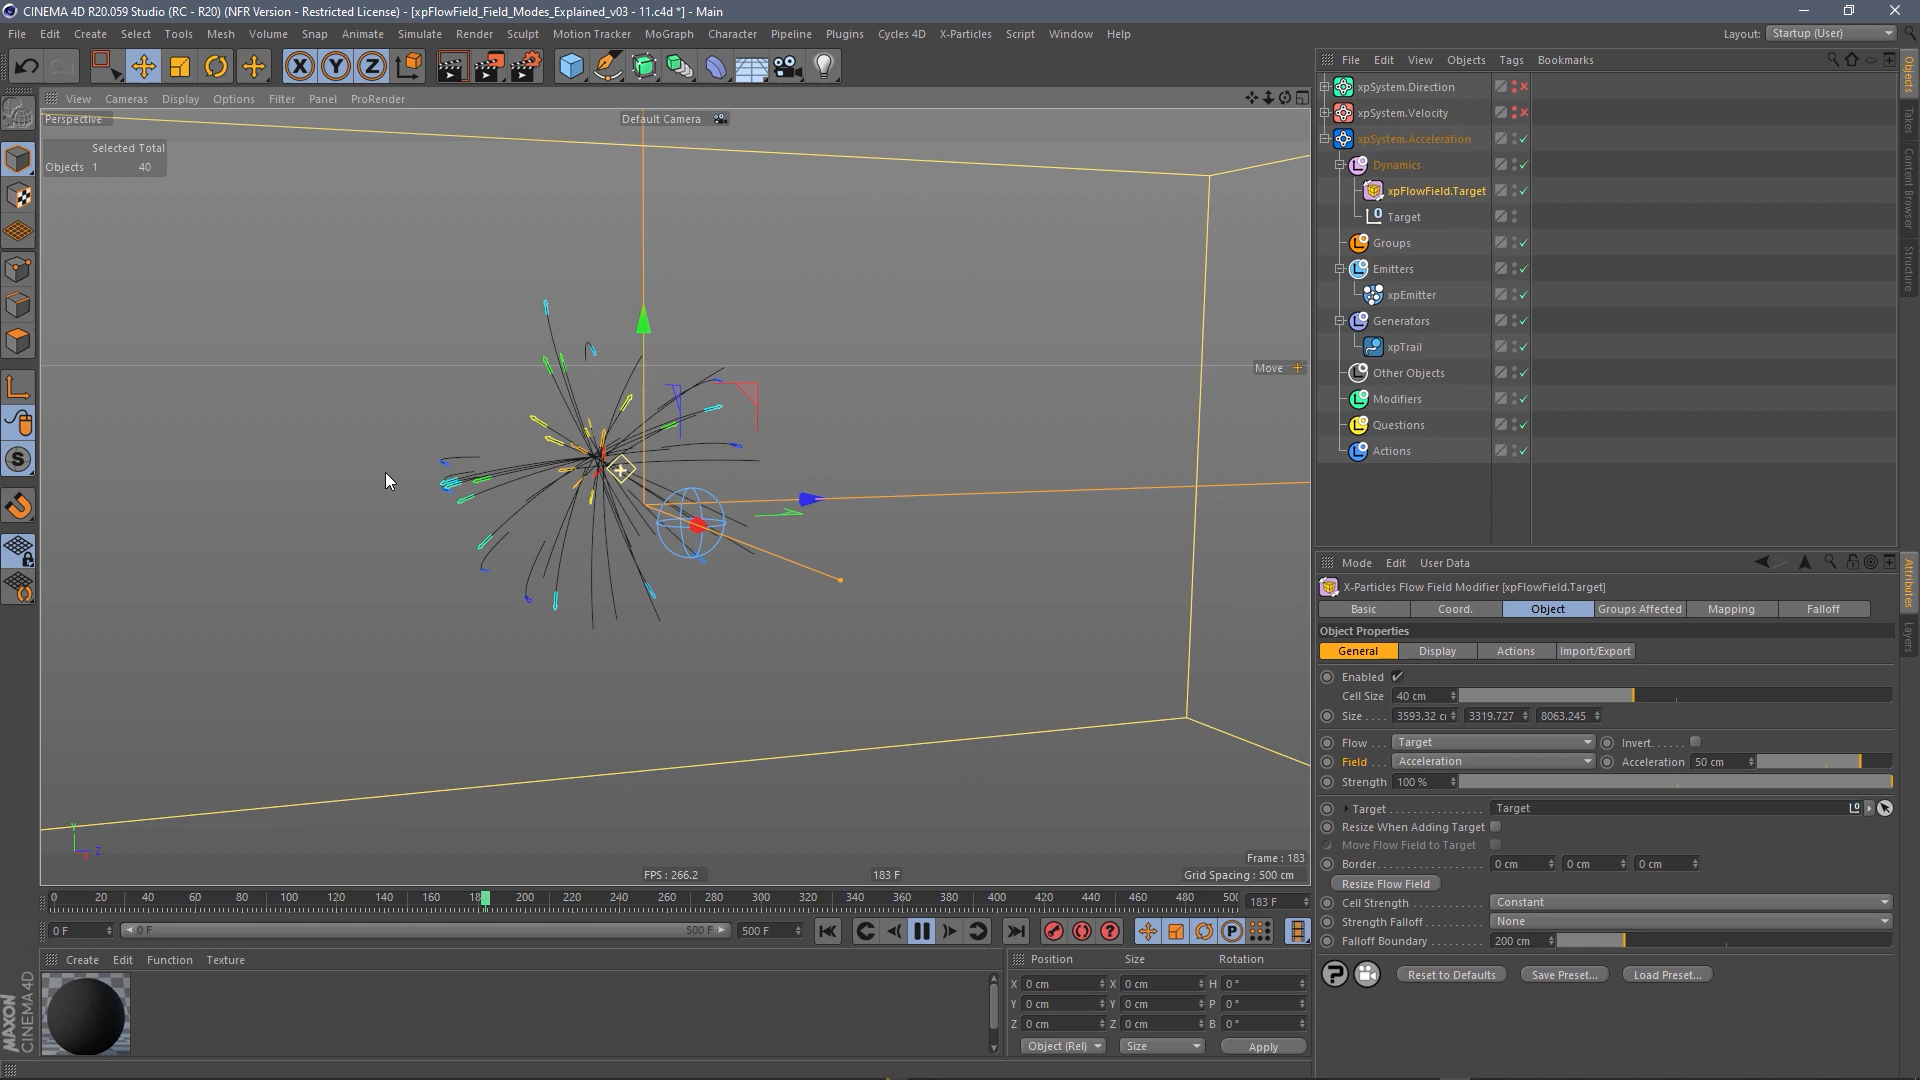 CINEMA 4D R20.059 Studio (RC - R20) (NFR Version - Restricted License) - [xpFlowField_Field_Modes_Explained_v03 - 11.c4d *] - Main
File Edit Create Select Tools Mesh Volume Snap Animate Simulate Render Sculpt Motion Tracker MoGraph Character Pipeline Plugins Cycles 4D X-Particles Script Window Help
Layout: Startup (User)
View Cameras Display Options Filter Panel ProRender
Perspective
Default Camera
Selected Total
Objects 1 40
Move
Y
Z
Frame : 183
FPS : 266.2
183 F
Grid Spacing : 500 cm
0 20 40 60 80 100 120 140 160 18 200 220 240 260 280 300 320 340 360 380 400 420 440 460 480 50
183 F
0 F
0 F
500 F
500 F
Create Edit Function Texture
MAXON
CINEMA 4D
Position Size Rotation
X 0 cm X 0 cm H 0 °
Y 0 cm Y 0 cm P 0 °
Z 0 cm Z 0 cm B 0 °
Object (Rel) Size Apply
File Edit View Objects Tags Bookmarks
xpSystem.Direction
xpSystem.Velocity
xpSystem.Acceleration
Dynamics
xpFlowField.Target
Target
Groups
Emitters
xpEmitter
Generators
xpTrail
Other Objects
Modifiers
Questions
Actions
Objects
Takes
Content Browser
Structure
Mode Edit User Data
X-Particles Flow Field Modifier [xpFlowField.Target]
Basic Coord. Object Groups Affected Mapping Falloff
Object Properties
General Display Actions Import/Export
Enabled
Cell Size 40 cm
Size . . . . 3593.32 c 3319.727 8063.245
Flow . . . Target Invert. . . . . .
Field . . . Acceleration Acceleration 50 cm
Strength 100 %
Target . . . . . . . . . . . . . . . . Target
Resize When Adding Target
Move Flow Field to Target
Border. . . . . . . . . . . . . . . . . 0 cm 0 cm 0 cm
Resize Flow Field
Cell Strength . . . . . . . . . . . Constant
Strength Falloff . . . . . . . . . None
Falloff Boundary . . . . . . . . 200 cm
Reset to Defaults Save Preset... Load Preset...
Attributes
Layers